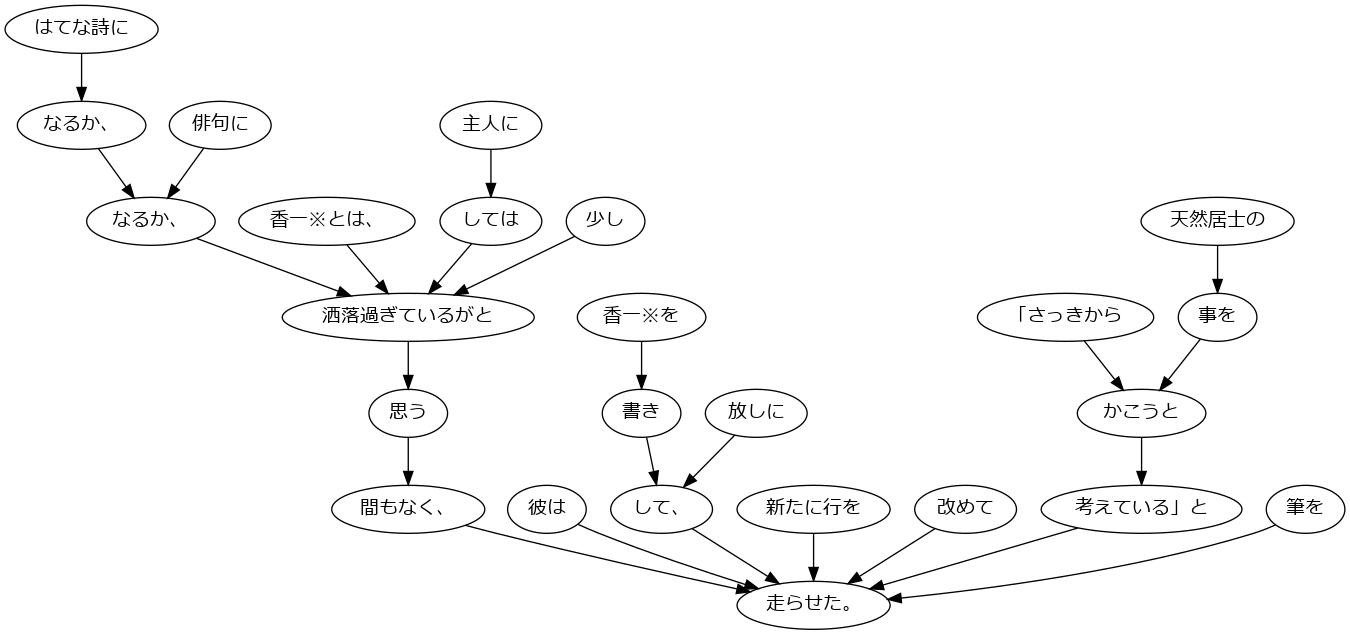 はてな詩に
なるか、
俳句に
主人に
なるか、
香一※とは、
しては
少し
天然居士の
洒落過ぎているがと
香一※を
「さっきから
事を
思う
書き
放しに
かこうと
間もなく、
彼は
して、
新たに行を
改めて
考えている」と
筆を
走らせた。